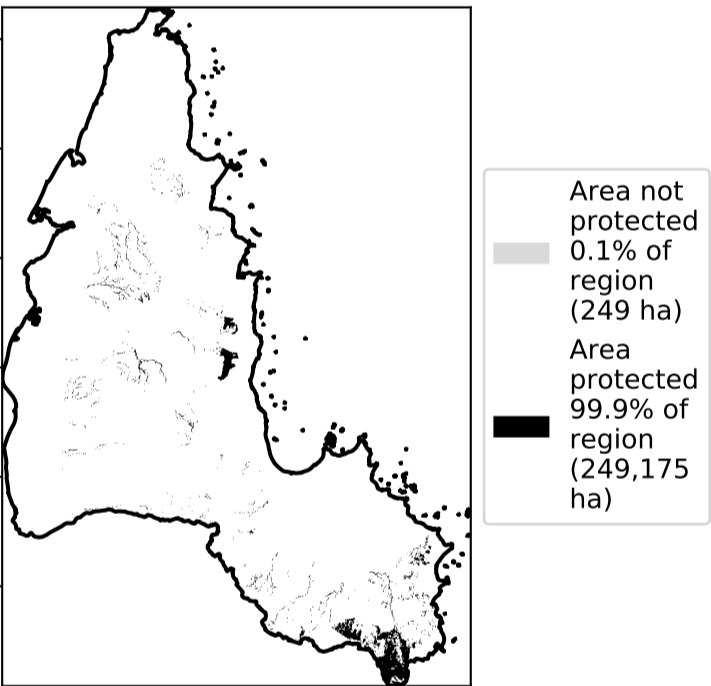 Area not
protected
0.1% of
region
(249 ha)
Area
protected
99.9% of
region
(249,175
ha)